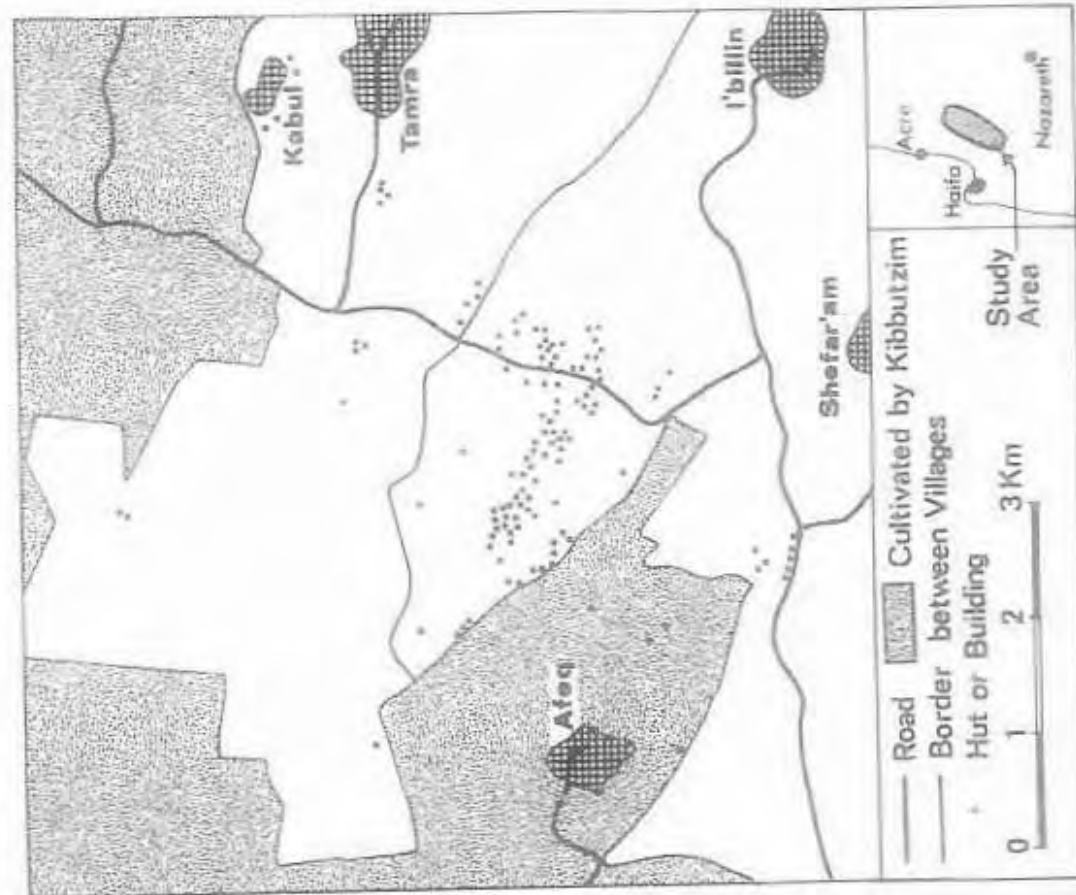 Kabul
Tamra
I'billin
Afeq
Shefar'am
Road
Cultivated by Kibbutzim
Border between Villages
Hut or Building
0 1 2 3 Km
Study
Area
Acre
Haifa
Nazareth